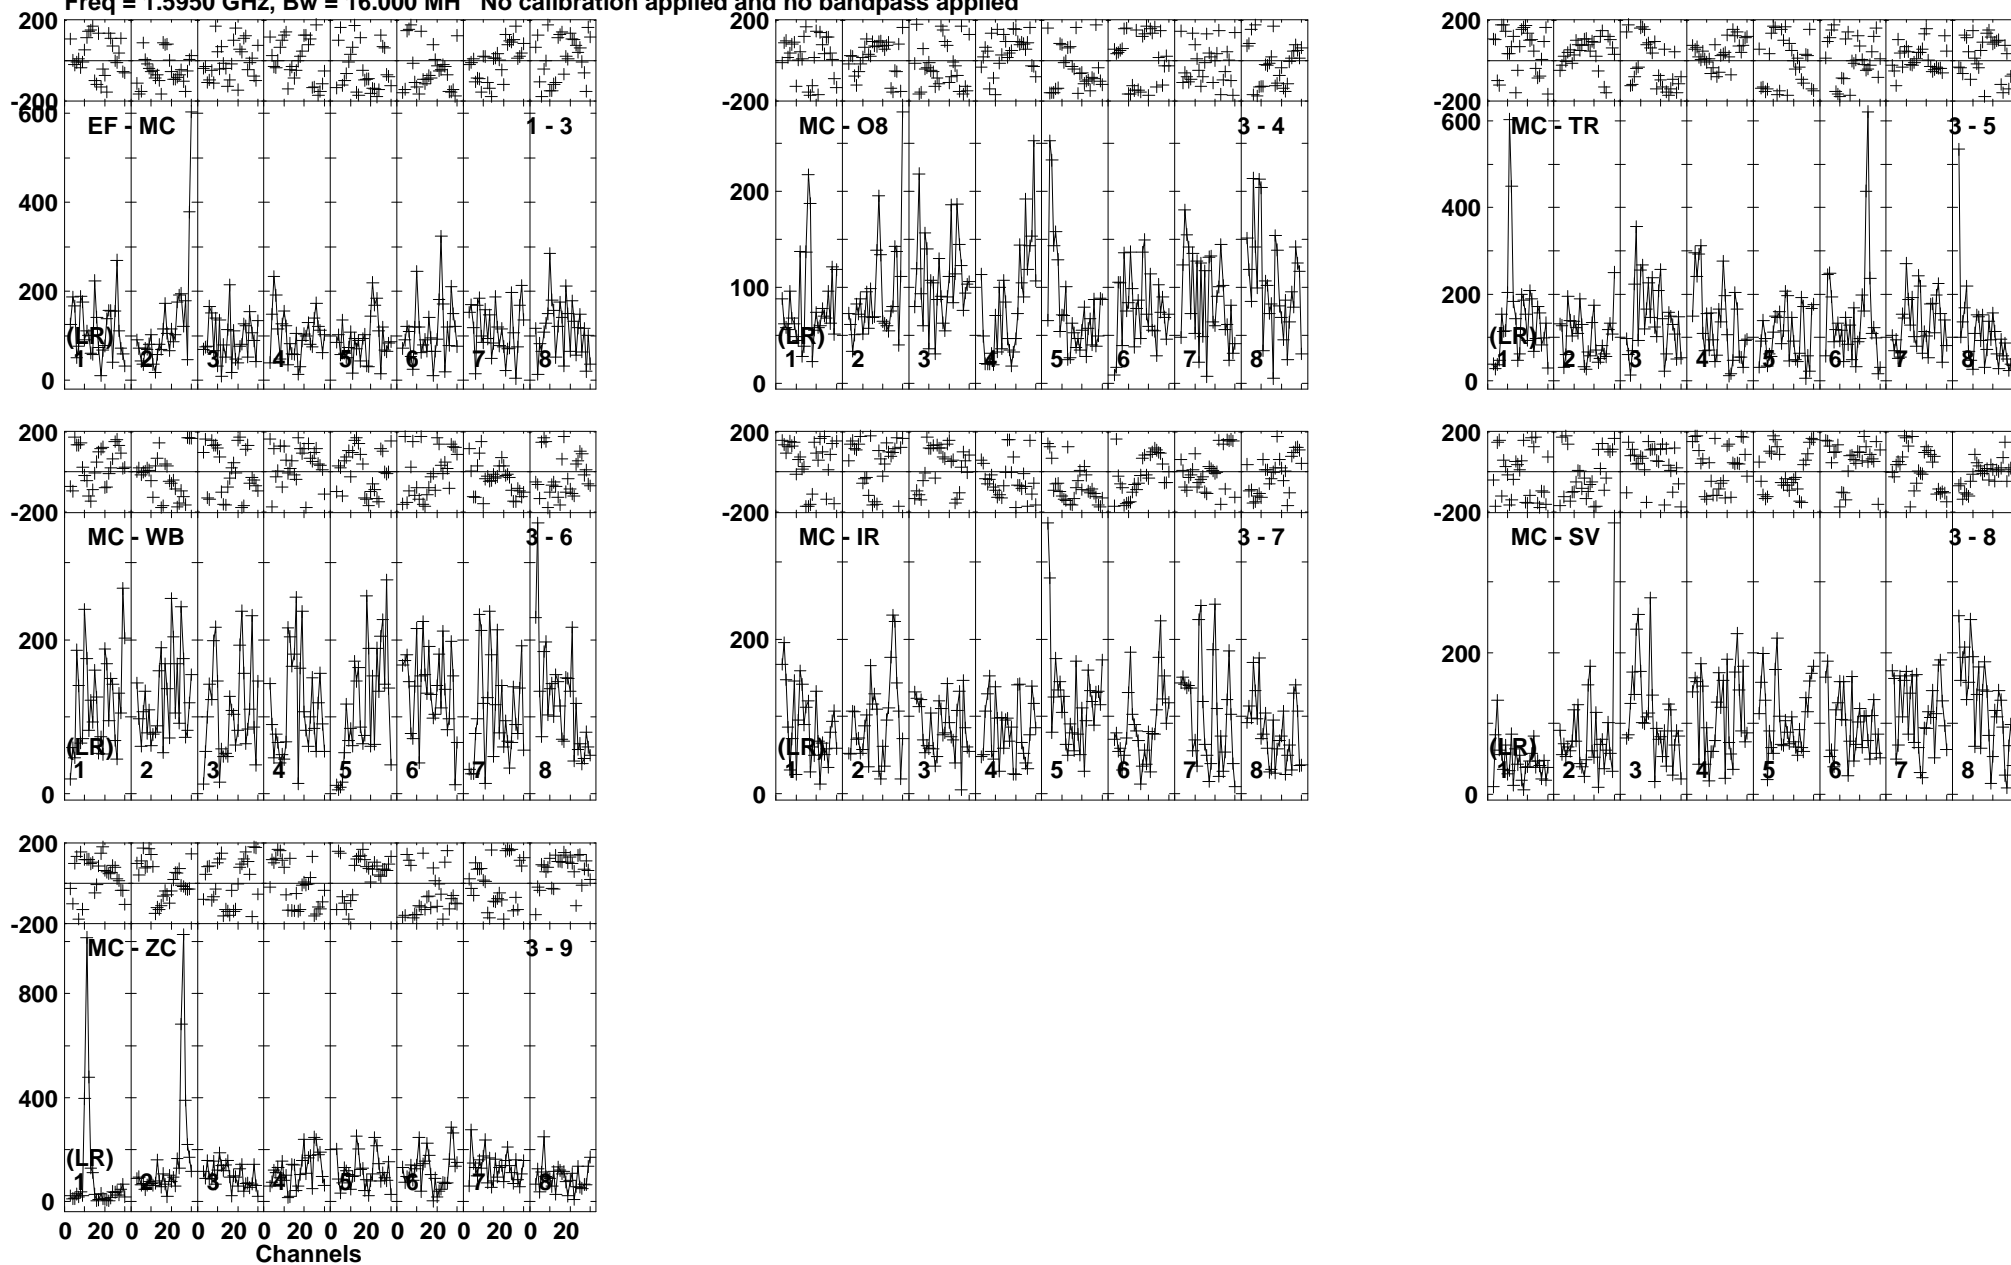 Freq = 1.5950 GHz, Bw = 16.000 MH No calibration applied and no bandpass applied
200
-200
600
400
200
0
EF - MC
1 - 3
(LR)
1 2 3 4 5 6 7 8
200
-200
200
100
0
MC - O8
3 - 4
(LR)
1 2 3 4 5 6 7 8
200
-200
600
400
200
0
MC - TR
3 - 5
(LR)
1 2 3 4 5 6 7 8
200
-200
200
0
MC - WB
3 - 6
(LR)
1 2 3 4 5 6 7 8
200
-200
200
0
MC - IR
3 - 7
(LR)
1 2 3 4 5 6 7 8
200
-200
200
0
MC - SV
3 - 8
(LR)
1 2 3 4 5 6 7 8
200
-200
800
400
0
MC - ZC
3 - 9
(LR)
1 2 3 4 5 6 7 8
0 20 0 20 0 20 0 20 0 20 0 20 0 20 0 20
Channels